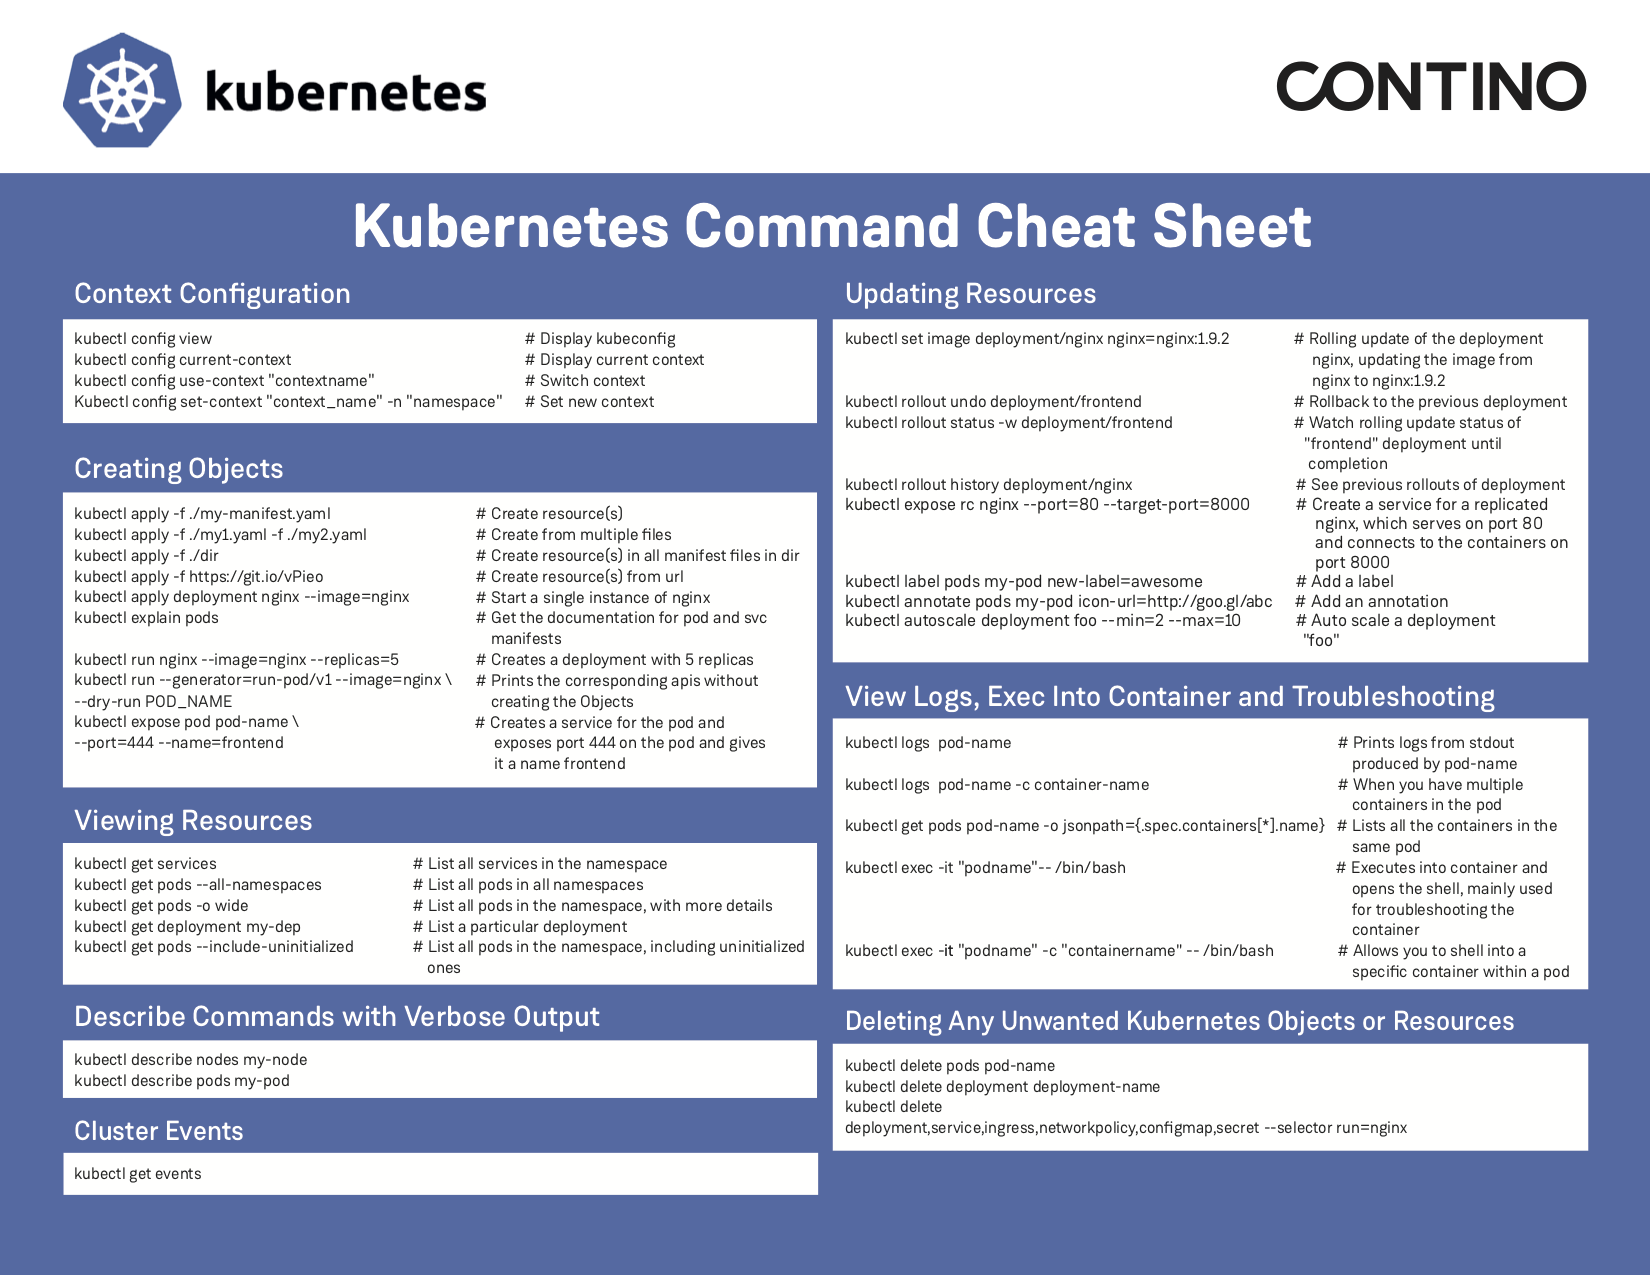 kubernetes
CONTINO
Kubernetes Command Cheat Sheet
Context Configuration
kubectl config view # Display kubeconfig
kubectl config current-context # Display current context
kubectl config use-context "contextname" # Switch context
Kubectl config set-context "context_name" -n "namespace" # Set new context
Creating Objects
kubectl apply -f ./my-manifest.yaml # Create resource(s)
kubectl apply -f ./my1.yaml -f ./my2.yaml # Create from multiple files
kubectl apply -f ./dir # Create resource(s) in all manifest files in dir
kubectl apply -f https://git.io/vPieo # Create resource(s) from url
kubectl apply deployment nginx --image=nginx # Start a single instance of nginx
kubectl explain pods # Get the documentation for pod and svc
manifests
kubectl run nginx --image=nginx --replicas=5 # Creates a deployment with 5 replicas
kubectl run --generator=run-pod/v1 --image=nginx \ # Prints the corresponding apis without
--dry-run POD_NAME creating the Objects
kubectl expose pod pod-name \ # Creates a service for the pod and
--port=444 --name=frontend exposes port 444 on the pod and gives
it a name frontend
Viewing Resources
kubectl get services # List all services in the namespace
kubectl get pods --all-namespaces # List all pods in all namespaces
kubectl get pods -o wide # List all pods in the namespace, with more details
kubectl get deployment my-dep # List a particular deployment
kubectl get pods --include-uninitialized # List all pods in the namespace, including uninitialized
ones
Describe Commands with Verbose Output
kubectl describe nodes my-node
kubectl describe pods my-pod
Cluster Events
kubectl get events
Updating Resources
kubectl set image deployment/nginx nginx=nginx:1.9.2 # Rolling update of the deployment
nginx, updating the image from
nginx to nginx:1.9.2
kubectl rollout undo deployment/frontend # Rollback to the previous deployment
kubectl rollout status -w deployment/frontend # Watch rolling update status of
"frontend" deployment until
completion
kubectl rollout history deployment/nginx # See previous rollouts of deployment
kubectl expose rc nginx --port=80 --target-port=8000 # Create a service for a replicated
nginx, which serves on port 80
and connects to the containers on
port 8000
kubectl label pods my-pod new-label=awesome # Add a label
kubectl annotate pods my-pod icon-url=http://goo.gl/abc # Add an annotation
kubectl autoscale deployment foo --min=2 --max=10 # Auto scale a deployment
"foo"
View Logs, Exec Into Container and Troubleshooting
kubectl logs pod-name # Prints logs from stdout
produced by pod-name
kubectl logs pod-name -c container-name # When you have multiple
containers in the pod
kubectl get pods pod-name -o jsonpath={.spec.containers[*].name} # Lists all the containers in the
same pod
kubectl exec -it "podname"-- /bin/bash # Executes into container and
opens the shell, mainly used
for troubleshooting the
container
kubectl exec -it "podname" -c "containername" -- /bin/bash # Allows you to shell into a
specific container within a pod
Deleting Any Unwanted Kubernetes Objects or Resources
kubectl delete pods pod-name
kubectl delete deployment deployment-name
kubectl delete
deployment,service,ingress,networkpolicy,configmap,secret --selector run=nginx